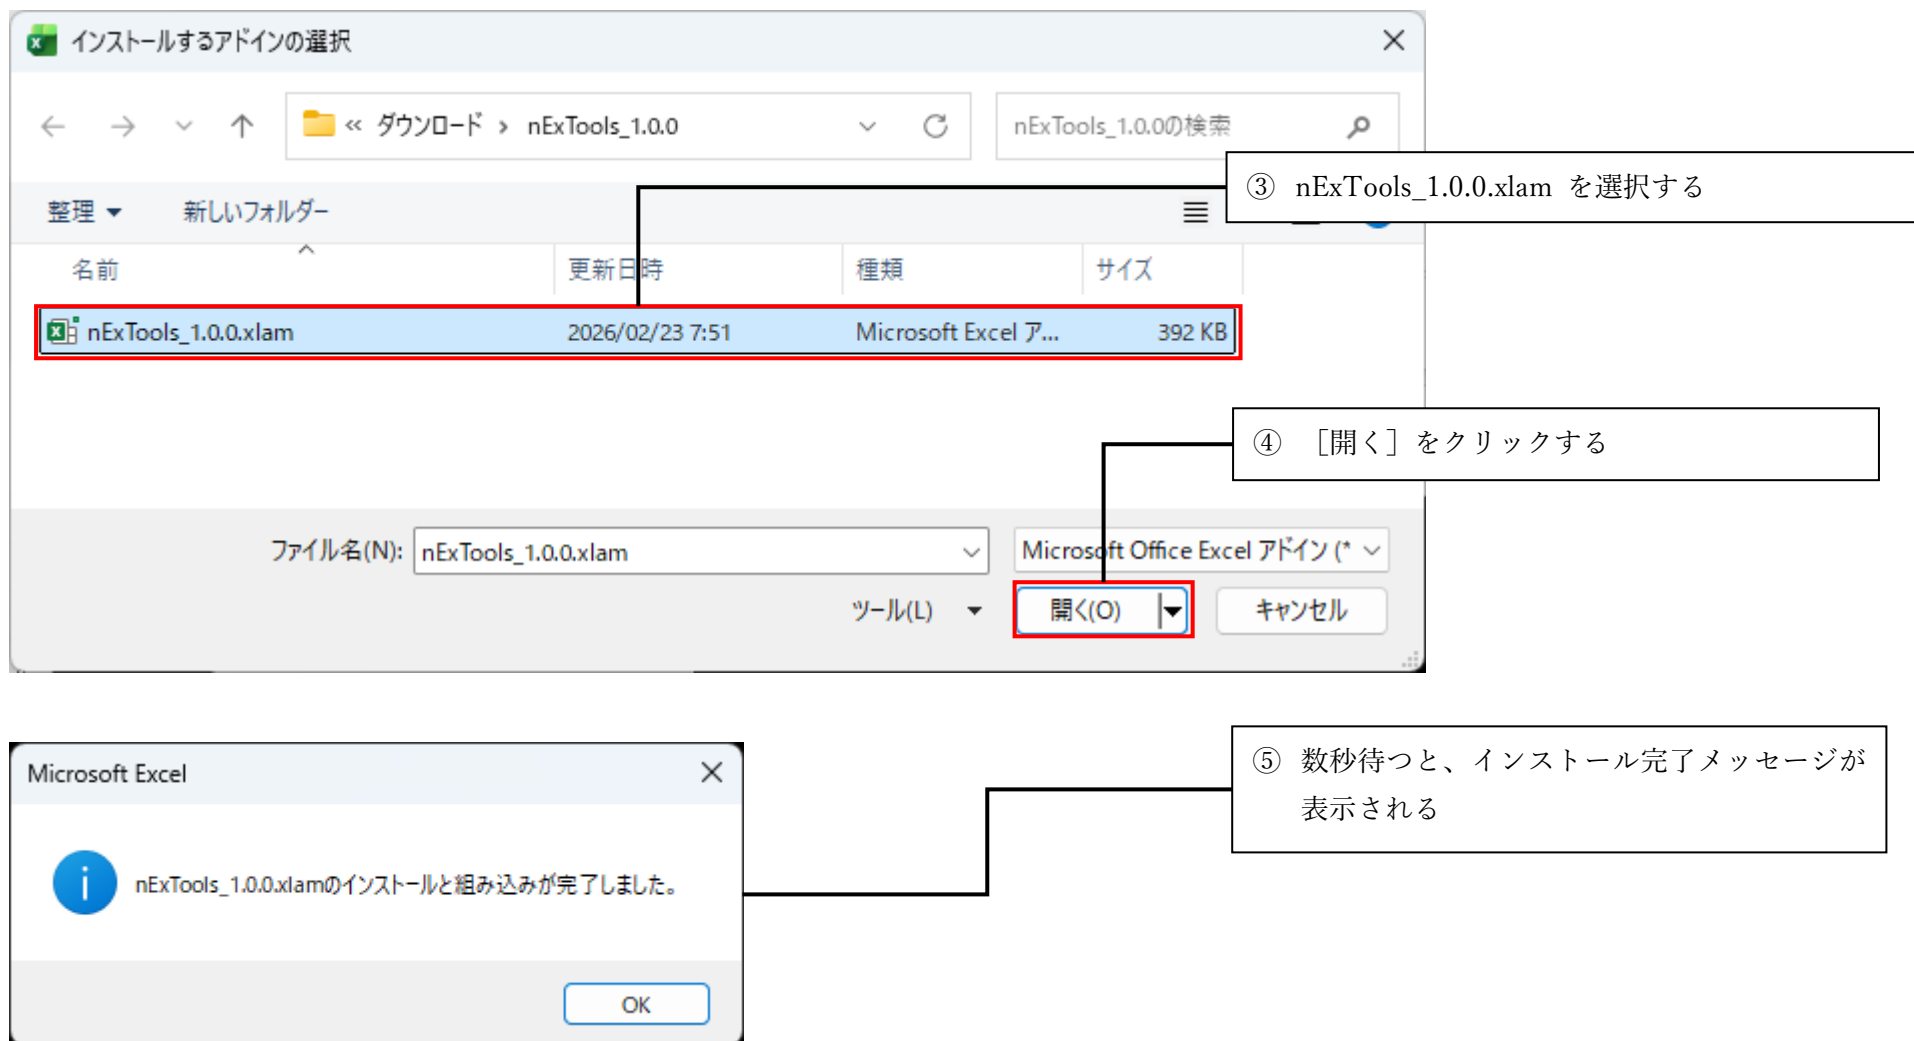 インストールするアドインの選択
« ダウンロード › nExTools_1.0.0
nExTools_1.0.0の検索
③ nExTools_1.0.0.xlam を選択する
整理 新しいフォルダー
名前 更新日時 種類 サイズ
nExTools_1.0.0.xlam 2026/02/23 7:51 Microsoft Excel ア... 392 KB
④ ［開く］をクリックする
ファイル名(N): nExTools_1.0.0.xlam Microsoft Office Excel アドイン (*
ツール(L) 開く(O) キャンセル
⑤ 数秒待つと、インストール完了メッセージが
表示される
Microsoft Excel
nExTools_1.0.0.xlamのインストールと組み込みが完了しました。
OK